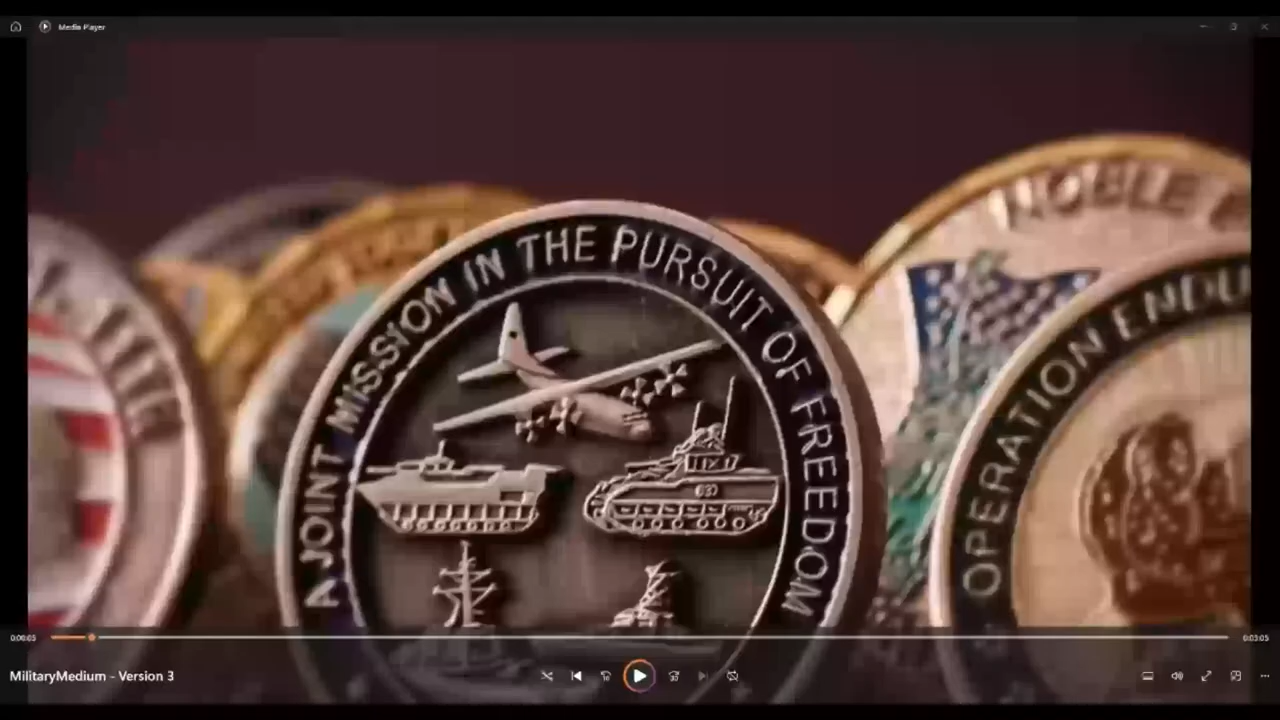 Media Player
A JOINT MISSION IN THE PURSUIT OF FREEDOM
NOBLE
OPERATION ENDU
0:00:05
0:03:05
MilitaryMedium - Version 3